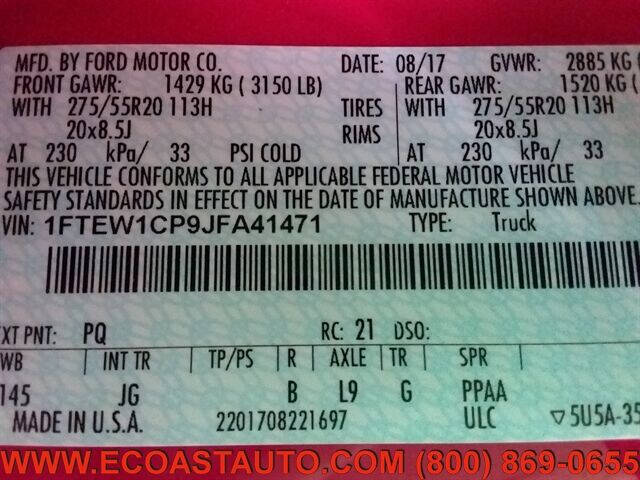 MFD. BY FORD MOTOR CO. DATE: 08/17 GVWR: 2885 KG (
FRONT GAWR: 1429 KG ( 3150 LB) REAR GAWR: 1520 KG (
WITH 275/55R20 113H TIRES WITH 275/55R20 113H
20x8.5J RIMS 20x8.5J
AT 230 kPa/ 33 PSI COLD AT 230 kPa/ 33
THIS VEHICLE CONFORMS TO ALL APPLICABLE FEDERAL MOTOR VEHICLE
SAFETY STANDARDS IN EFFECT ON THE DATE OF MANUFACTURE SHOWN ABOVE.
VIN: 1FTEW1CP9JFA41471 TYPE: Truck
EXT PNT: PQ RC: 21 DSO:
WB | INT TR | TP/PS | R | AXLE | TR | SPR
145 JG B L9 G PPAA
MADE IN U.S.A. 2201708221697 ULC ▽5U5A-35
WWW.ECOASTAUTO.COM (800) 869-0655